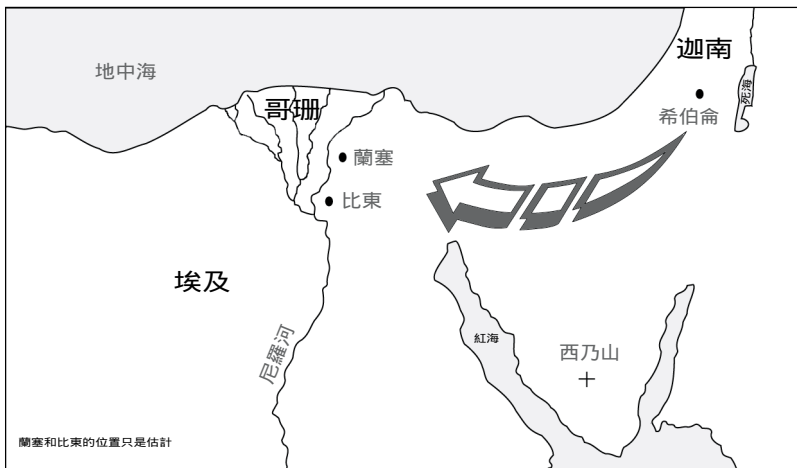 迦南
地中海
死海
哥珊
希伯侖
蘭塞
比東
埃及
尼羅河
紅海
西乃山
蘭塞和比東的位置只是估計